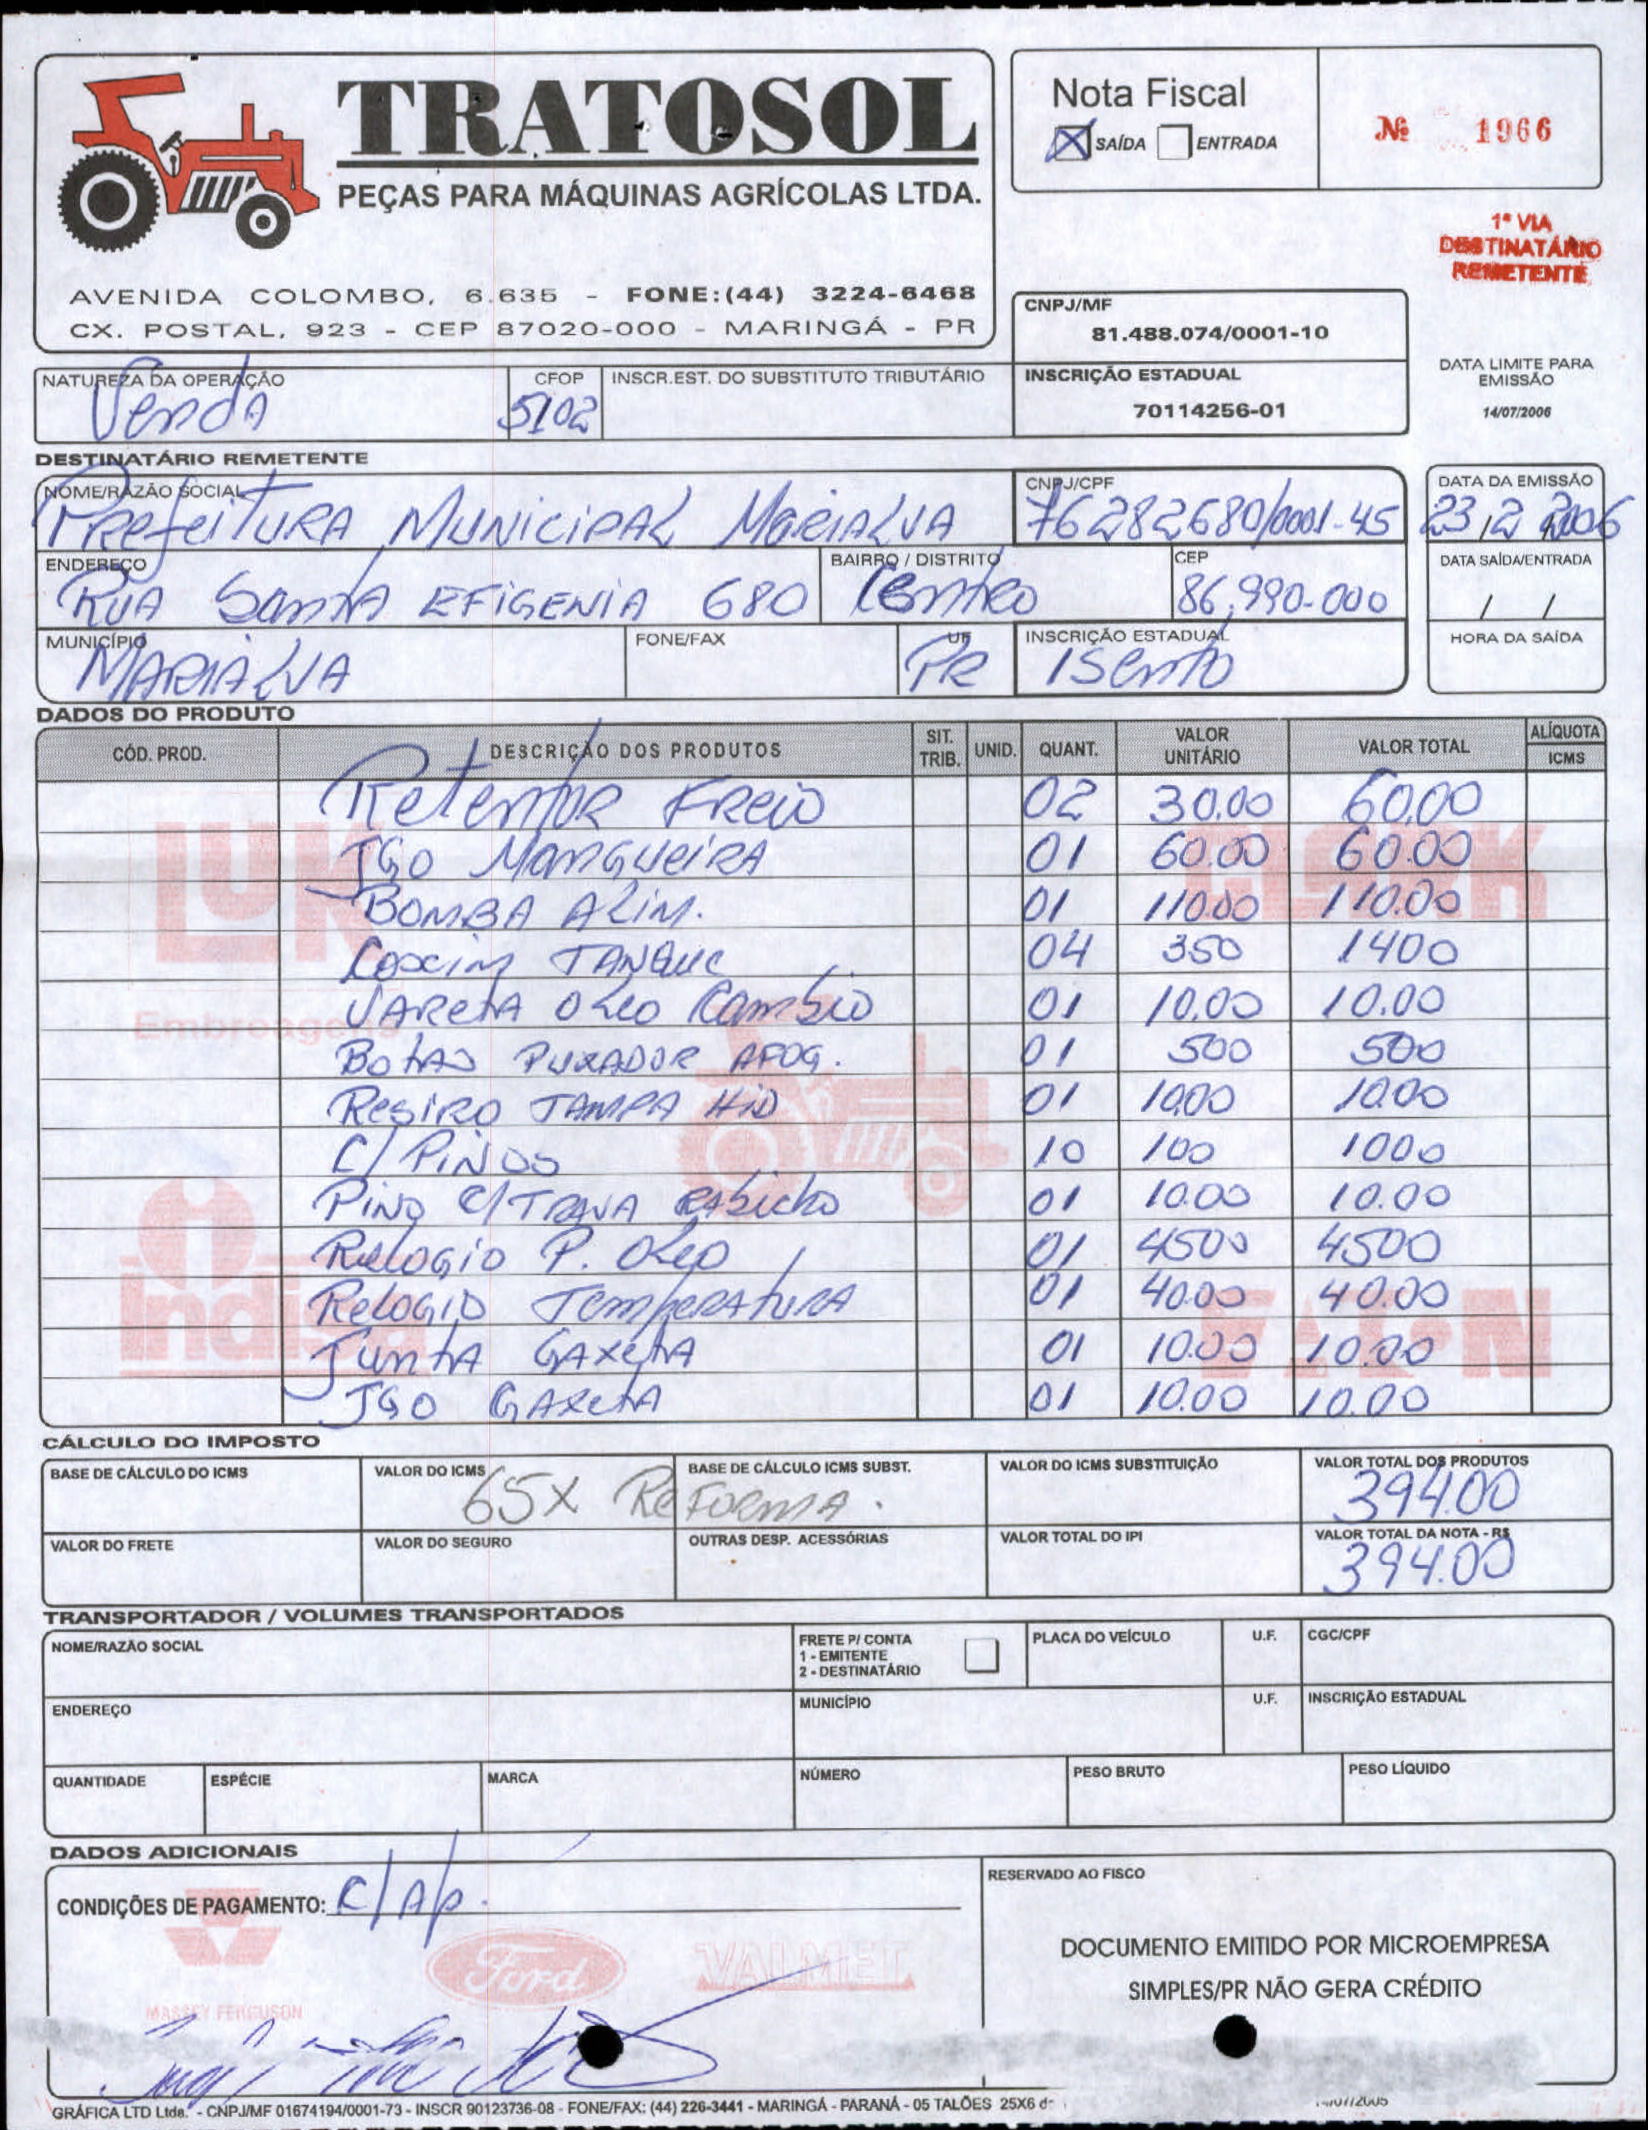 TRATOSOL
PEÇAS PARA MÁQUINAS AGRÍCOLAS LTDA.
AVENIDA COLOMBO, 6.635 - FONE:(44) 3224-6468
CX. POSTAL, 923 - CEP 87020-000 - MARINGÁ - PR
Nota Fiscal
X SAÍDA ENTRADA
Nº 1966
1ª VIA
DESTINATÁRIO
REMETENTE
CNPJ/MF
81.488.074/0001-10
INSCRIÇÃO ESTADUAL
70114256-01
DATA LIMITE PARA
EMISSÃO
14/07/2006
NATUREZA DA OPERAÇÃO CFOP INSCR.EST. DO SUBSTITUTO TRIBUTÁRIO
Venda 5102
DESTINATÁRIO REMETENTE
NOME/RAZÃO SOCIAL CNPJ/CPF DATA DA EMISSÃO
Prefeitura Municipal Marialva 76282680/0001-45 23/2/2006
ENDEREÇO BAIRRO / DISTRITO CEP DATA SAÍDA/ENTRADA
Rua Santa Efigenia 680 Centro 86.990-000 / /
MUNICÍPIO FONE/FAX UF INSCRIÇÃO ESTADUAL HORA DA SAÍDA
Marialva PR Isento
DADOS DO PRODUTO
CÓD. PROD. DESCRIÇÃO DOS PRODUTOS SIT. TRIB. UNID. QUANT. VALOR UNITÁRIO VALOR TOTAL ALÍQUOTA ICMS
Retentor Freio 02 30.00 60.00
Jgo Mangueira 01 60.00 60.00
Bomba Alim. 01 110.00 110.00
Coxim Tanque 04 350 1400
Vareta Oleo Cambio 01 10.00 10.00
Botao Puxador Afog. 01 500 500
Resiro Tampa Hid 01 1000 1000
C/ Pinos 10 100 1000
Pino C/ Trava Rabicho 01 10.00 10.00
Relogio P. Oleo 01 4500 4500
Relogio Temperatura 01 40.00 40.00
Junta Gaxeta 01 10.00 10.00
Jgo Gaxeta 01 10.00 10.00
LUK
Embreagens
indisa
CÁLCULO DO IMPOSTO
BASE DE CÁLCULO DO ICMS VALOR DO ICMS BASE DE CÁLCULO ICMS SUBST. VALOR DO ICMS SUBSTITUIÇÃO VALOR TOTAL DOS PRODUTOS
65X Reforma. 394.00
VALOR DO FRETE VALOR DO SEGURO OUTRAS DESP. ACESSÓRIAS VALOR TOTAL DO IPI VALOR TOTAL DA NOTA - R$
394.00
TRANSPORTADOR / VOLUMES TRANSPORTADOS
NOME/RAZÃO SOCIAL FRETE P/ CONTA PLACA DO VEÍCULO U.F. CGC/CPF
1 - EMITENTE
2 - DESTINATÁRIO
ENDEREÇO MUNICÍPIO U.F. INSCRIÇÃO ESTADUAL
QUANTIDADE ESPÉCIE MARCA NÚMERO PESO BRUTO PESO LÍQUIDO
DADOS ADICIONAIS
CONDIÇÕES DE PAGAMENTO: C/Ap.
MASSEY FERGUSON Ford VALMET
RESERVADO AO FISCO
DOCUMENTO EMITIDO POR MICROEMPRESA
SIMPLES/PR NÃO GERA CRÉDITO
GRÁFICA LTD Ltda. - CNPJ/MF 01674194/0001-73 - INSCR 90123736-08 - FONE/FAX: (44) 226-3441 - MARINGÁ - PARANÁ - 05 TALÕES 25X6